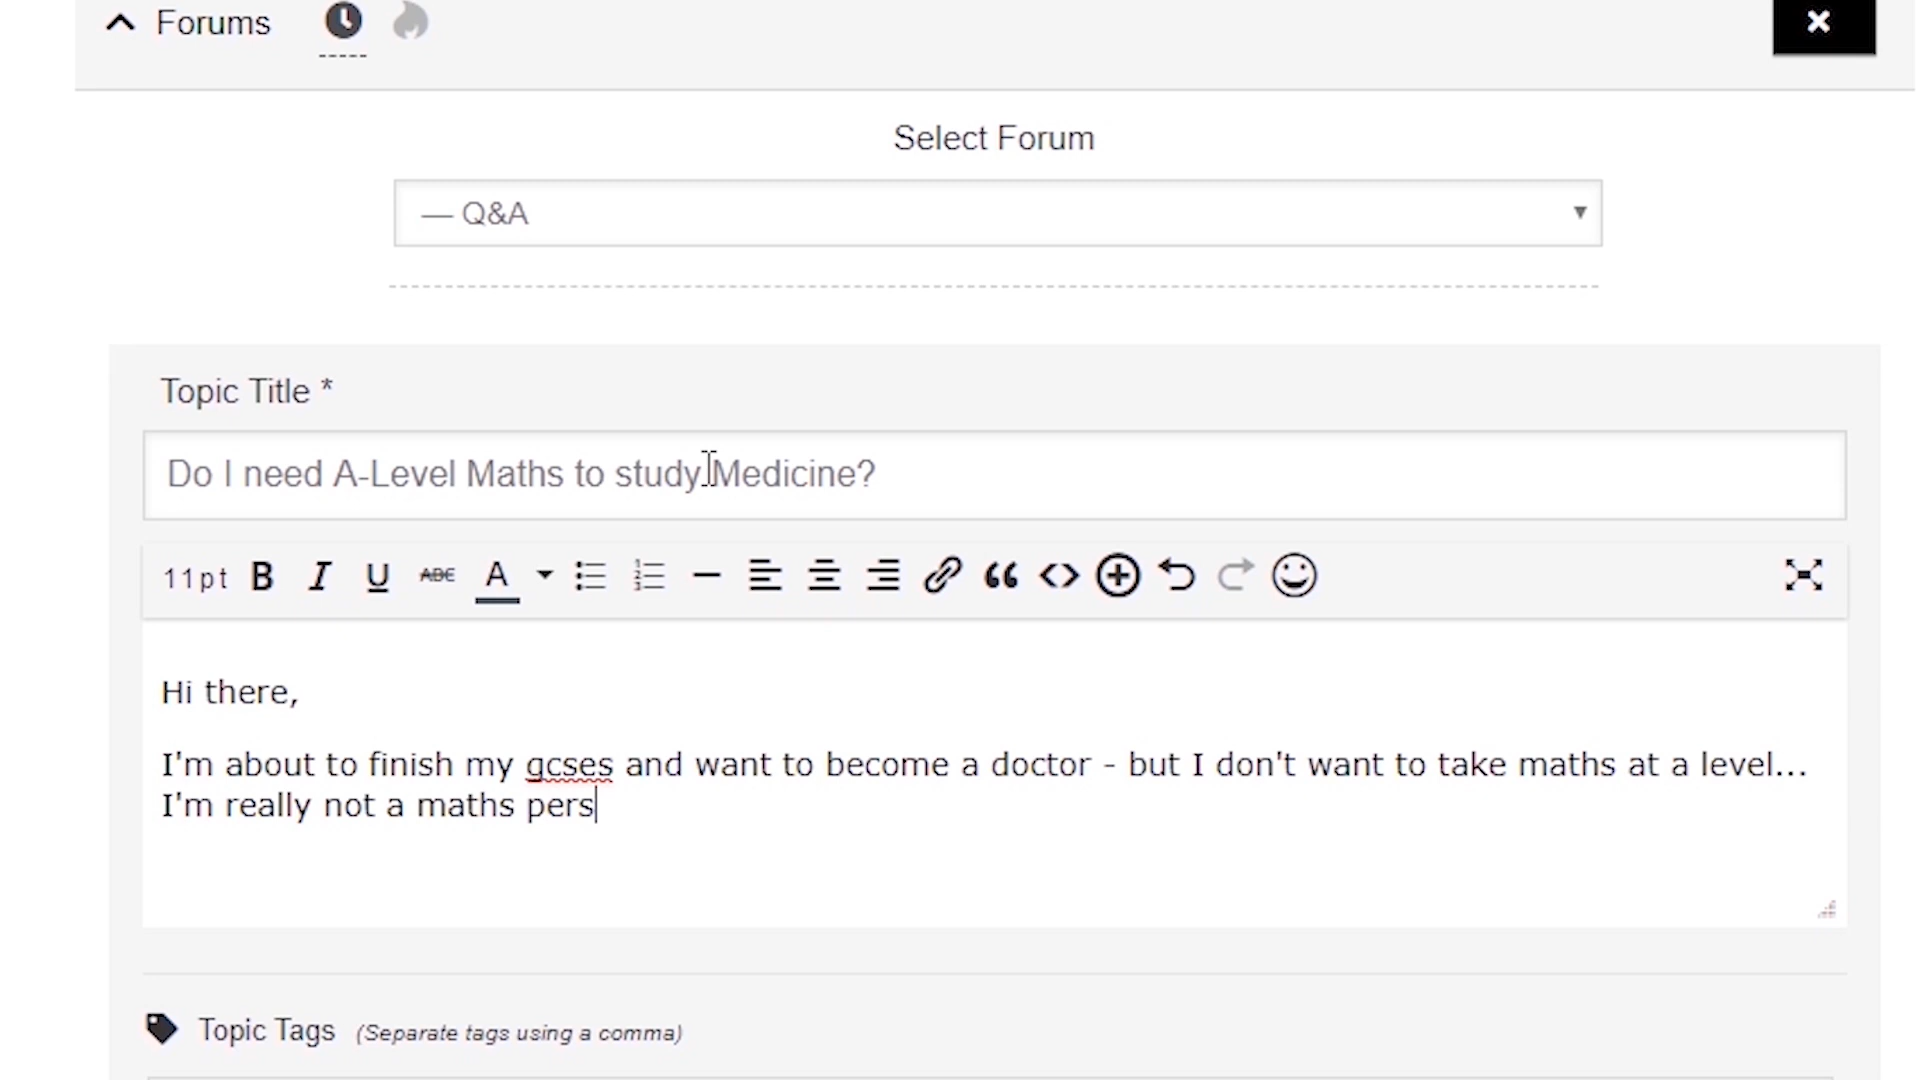 Forums
Select Forum
— Q&A
Topic Title *
Do I need A-Level Maths to study Medicine?
11pt B I U ABC A
Hi there,
I'm about to finish my gcses and want to become a doctor - but I don't want to take maths at a level...
I'm really not a maths pers
Topic Tags (Separate tags using a comma)